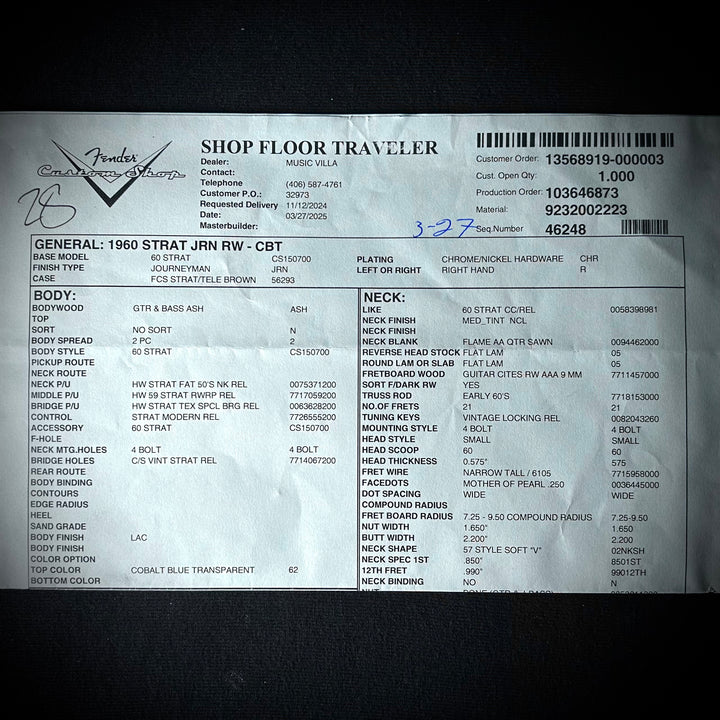 Fender
Custom Shop
28
SHOP FLOOR TRAVELER
Dealer: MUSIC VILLA
Contact:
Telephone (406) 587-4761
Customer P.O.: 32973
Requested Delivery 11/12/2024
Date: 03/27/2025
Masterbuilder:
Customer Order: 13568919-000003
Cust. Open Qty: 1.000
Production Order: 103646873
Material: 9232002223
3-27 Seq.Number 46248
GENERAL: 1960 STRAT JRN RW - CBT
BASE MODEL 60 STRAT CS150700 PLATING CHROME/NICKEL HARDWARE CHR
FINISH TYPE JOURNEYMAN JRN LEFT OR RIGHT RIGHT HAND R
CASE FCS STRAT/TELE BROWN 56293
BODY:
BODYWOOD GTR & BASS ASH ASH
TOP
SORT NO SORT N
BODY SPREAD 2 PC 2
BODY STYLE 60 STRAT CS150700
PICKUP ROUTE
NECK ROUTE
NECK P/U HW STRAT FAT 50'S NK REL 0075371200
MIDDLE P/U HW 59 STRAT RWRP REL 7717059200
BRIDGE P/U HW STRAT TEX SPCL BRG REL 0063628200
CONTROL STRAT MODERN REL 7726555200
ACCESSORY 60 STRAT CS150700
F-HOLE
NECK MTG.HOLES 4 BOLT 4 BOLT
BRIDGE HOLES C/S VINT STRAT REL 7714067200
REAR ROUTE
BODY BINDING
CONTOURS
EDGE RADIUS
HEEL
SAND GRADE
BODY FINISH LAC
BODY FINISH
COLOR OPTION
TOP COLOR COBALT BLUE TRANSPARENT 62
BOTTOM COLOR
NECK:
LIKE 60 STRAT CC/REL 0058398981
NECK FINISH MED_TINT NCL
NECK FINISH
NECK BLANK FLAME AA QTR SAWN 0094462000
REVERSE HEAD STOCK FLAT LAM 05
ROUND LAM OR SLAB FLAT LAM 05
FRETBOARD WOOD GUITAR CITES RW AAA 9 MM 7711457000
SORT F/DARK RW YES
TRUSS ROD EARLY 60'S 7718153000
NO.OF FRETS 21 21
TUNING KEYS VINTAGE LOCKING REL 0082043260
MOUNTING STYLE 4 BOLT 4 BOLT
HEAD STYLE SMALL SMALL
HEAD SCOOP 60 60
HEAD THICKNESS 0.575" 575
FRET WIRE NARROW TALL / 6105 7715958000
FACEDOTS MOTHER OF PEARL .250 0036445000
DOT SPACING WIDE WIDE
COMPOUND RADIUS
FRET BOARD RADIUS 7.25 - 9.50 COMPOUND RADIUS 7.25-9.50
NUT WIDTH 1.650" 1.650
BUTT WIDTH 2.200" 2.200
NECK SHAPE 57 STYLE SOFT "V" 02NKSH
NECK SPEC 1ST .850" 8501ST
12TH FRET .990" 99012TH
NECK BINDING NO N